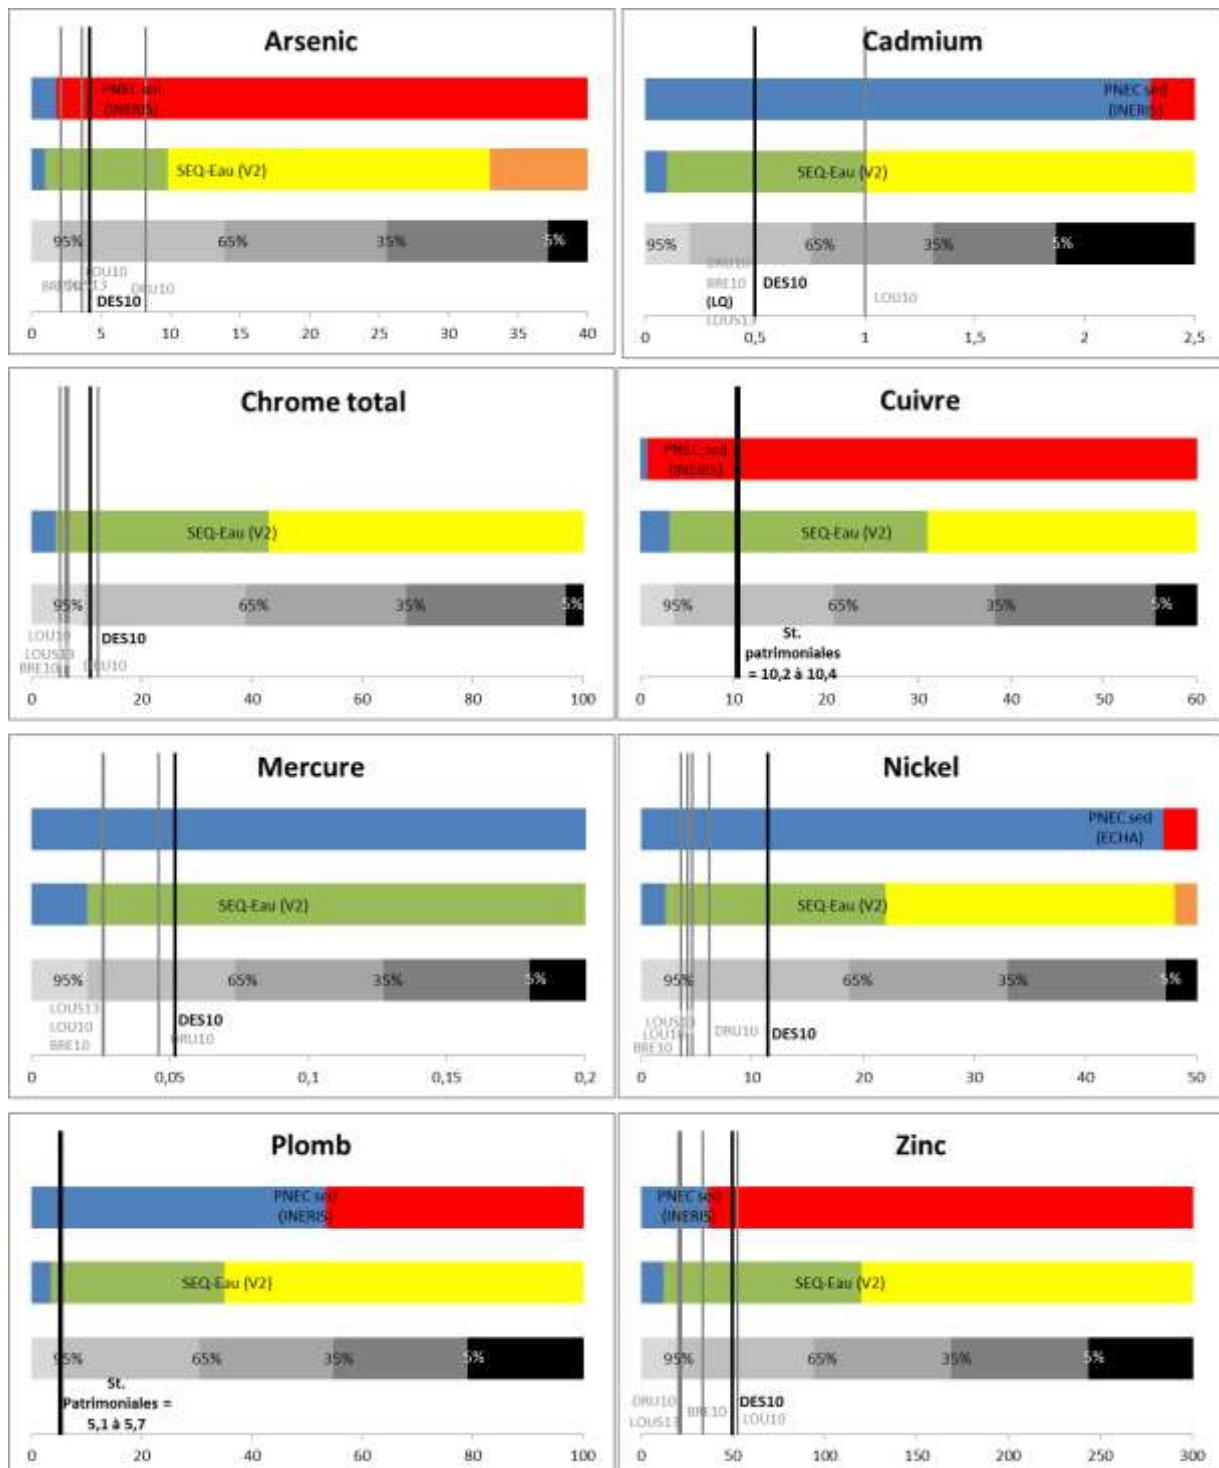 Arsenic
PNEC sed
(INERIS)
SEQ-Eau (V2)
95% 65% 35% 5%
LOU10
BRE10 LOUS13 DRU10
DES10
0 5 10 15 20 25 30 35 40
Cadmium
PNEC sed
(INERIS)
SEQ-Eau (V2)
95% 65% 35% 5%
DRU10
BRE10 DES10
(LQ) LOU10
LOUS13
0 0,5 1 1,5 2 2,5
Chrome total
SEQ-Eau (V2)
95% 65% 35% 5%
LOU10 DES10
LOUS13
BRE10 DRU10
0 20 40 60 80 100
Cuivre
PNEC sed
(INERIS)
SEQ-Eau (V2)
95% 65% 35% 5%
St.
patrimoniales
= 10,2 à 10,4
0 10 20 30 40 50 60
Mercure
SEQ-Eau (V2)
95% 65% 35% 5%
LOUS13
DES10
LOU10
DRU10
BRE10
0 0,05 0,1 0,15 0,2
Nickel
PNEC sed
(ECHA)
SEQ-Eau (V2)
95% 65% 35% 5%
LOUS13
LOU10 DRU10 DES10
BRE10
0 10 20 30 40 50
Plomb
PNEC sed
(INERIS)
SEQ-Eau (V2)
95% 65% 35% 5%
St.
Patrimoniales =
5,1 à 5,7
0 20 40 60 80 100
Zinc
PNEC sed
(INERIS)
SEQ-Eau (V2)
95% 65% 35% 5%
DRU10 DES10
BRE10
LOUS13 LOU10
0 50 100 150 200 250 300